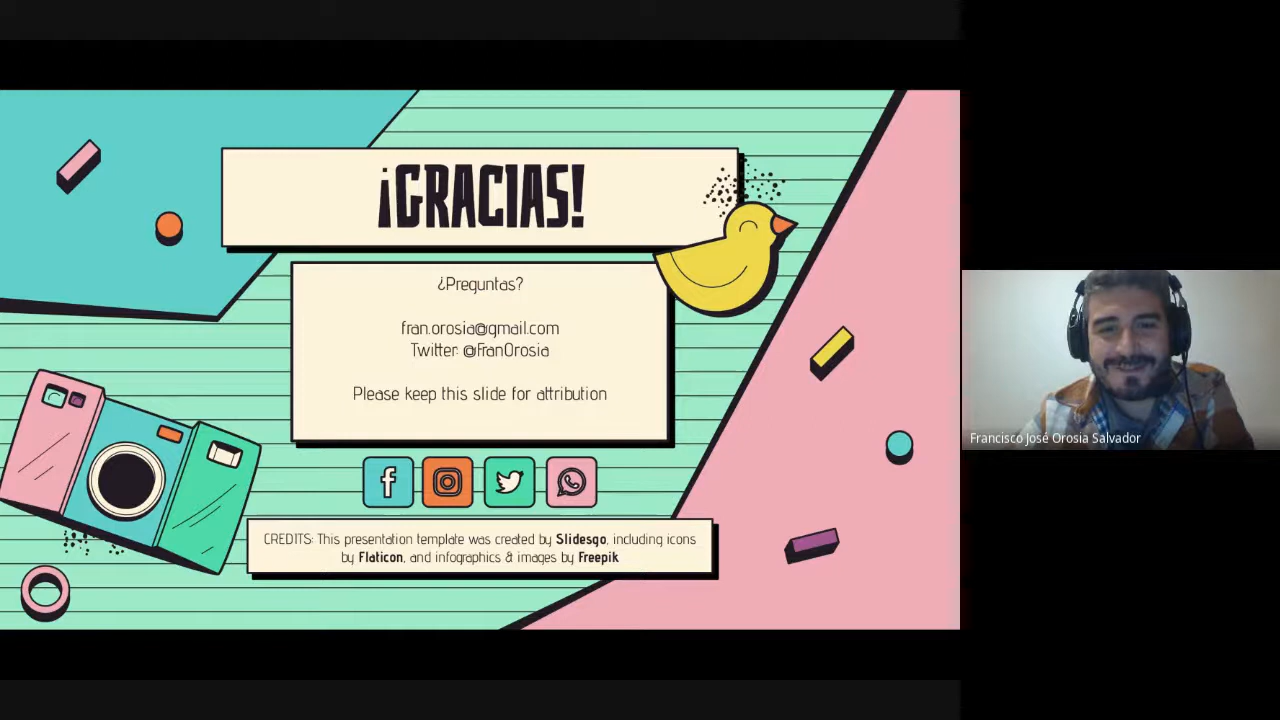 ¡GRACIAS!
¿Preguntas?
fran.orosia@gmail.com
Twitter: @FranOrosia
Please keep this slide for attribution
CREDITS: This presentation template was created by Slidesgo, including icons
by Flaticon, and infographics & images by Freepik
Francisco José Orosia Salvador